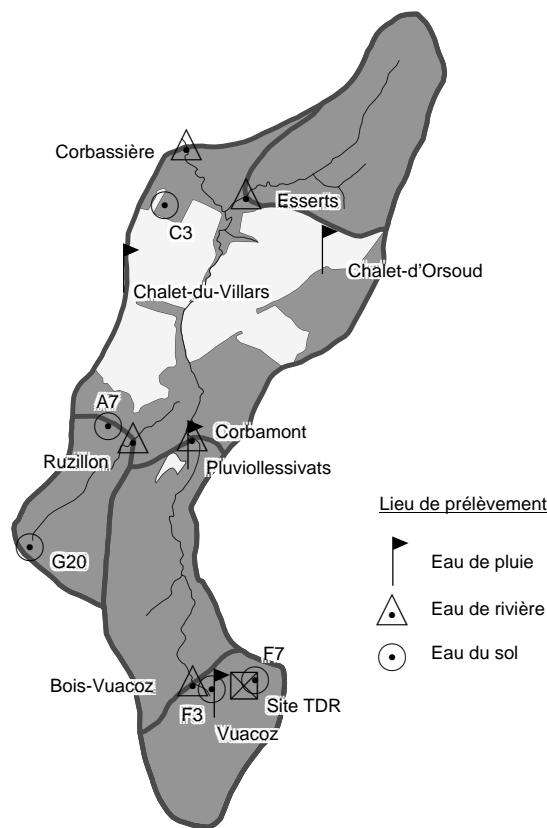 Corbassière
Esserts
C3
Chalet-d'Orsoud
Chalet-du-Villars
A7
Corbamont
Ruzillon
Pluviollessivats
Lieu de prélèvement
Eau de pluie
G20
Eau de rivière
Eau du sol
F7
Bois-Vuacoz
Site TDR
F3
Vuacoz